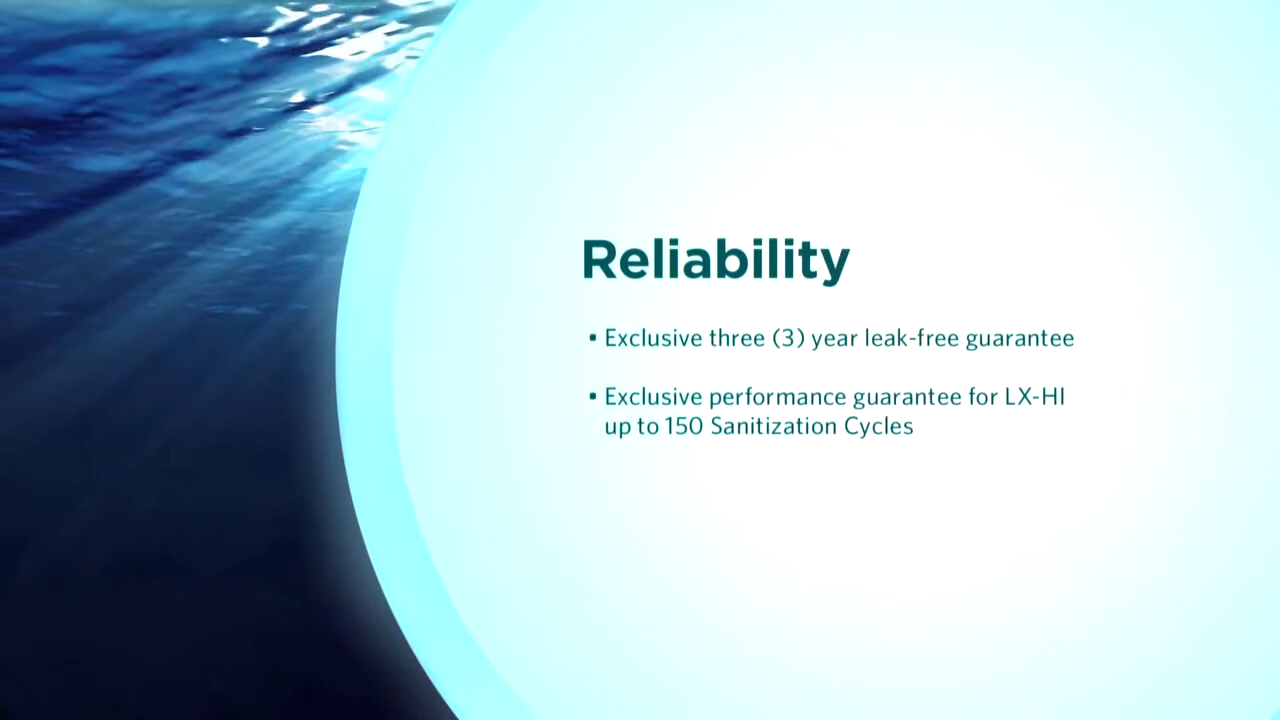 Reliability
▪ Exclusive three (3) year leak-free guarantee
▪ Exclusive performance guarantee for LX-HI
up to 150 Sanitization Cycles